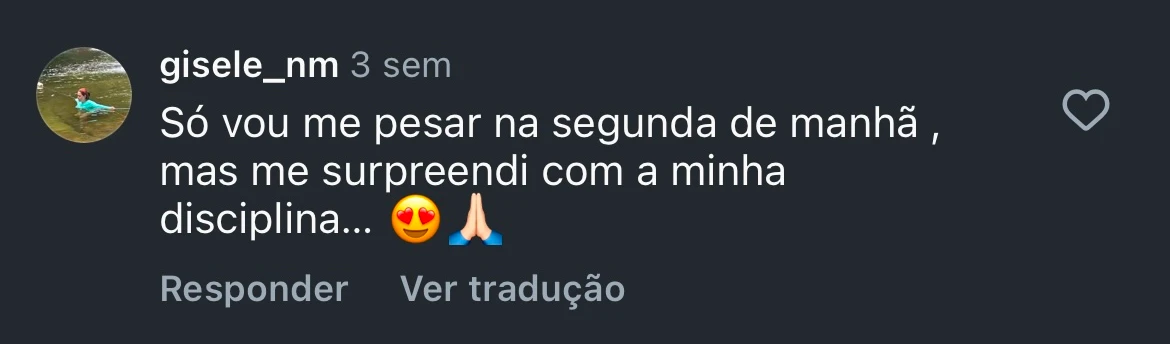 gisele_nm 3 sem
Só vou me pesar na segunda de manhã ,
mas me surpreendi com a minha
disciplina... 😍🙏🏻
Responder Ver tradução